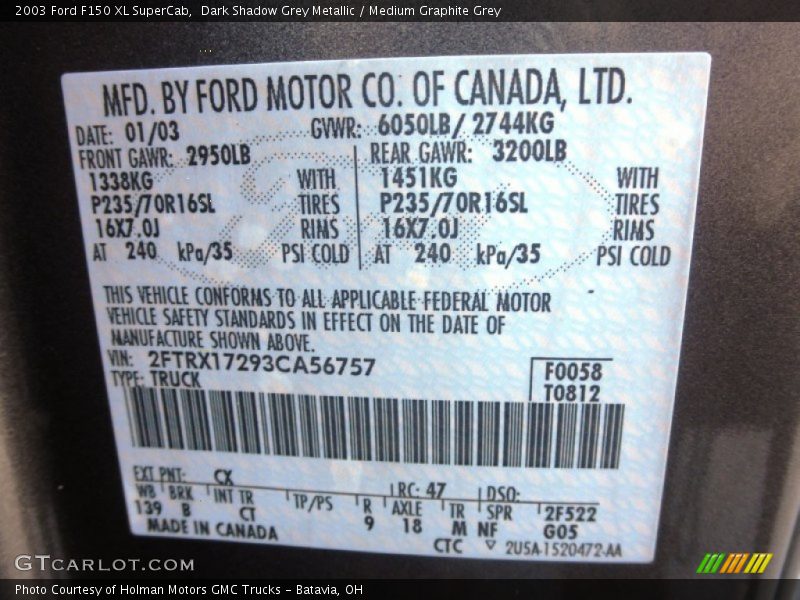 2003 Ford F150 XL SuperCab,  Dark Shadow Grey Metallic / Medium Graphite Grey
MFD. BY FORD MOTOR CO. OF CANADA, LTD.
DATE: 01/03 GVWR: 6050LB/ 2744KG
FRONT GAWR: 2950LB REAR GAWR: 3200LB
1338KG WITH 1451KG WITH
P235/70R16SL TIRES P235/70R16SL TIRES
16X7.0J RIMS 16X7.0J RIMS
AT 240 kPa/35 PSI COLD AT 240 kPa/35 PSI COLD
THIS VEHICLE CONFORMS TO ALL APPLICABLE FEDERAL MOTOR
VEHICLE SAFETY STANDARDS IN EFFECT ON THE DATE OF
MANUFACTURE SHOWN ABOVE.
VIN: 2FTRX17293CA56757 F0058
TYPE: TRUCK T0812
EXT PNT: CX RC: 47 DSO:
WB BRK INT TR TP/PS R AXLE TR SPR 2F522
139 B CT 9 18 M NF G05
MADE IN CANADA CTC ▽ 2U5A-1520472-AA
GTCARLOT.COM
Photo Courtesy of Holman Motors GMC Trucks - Batavia, OH